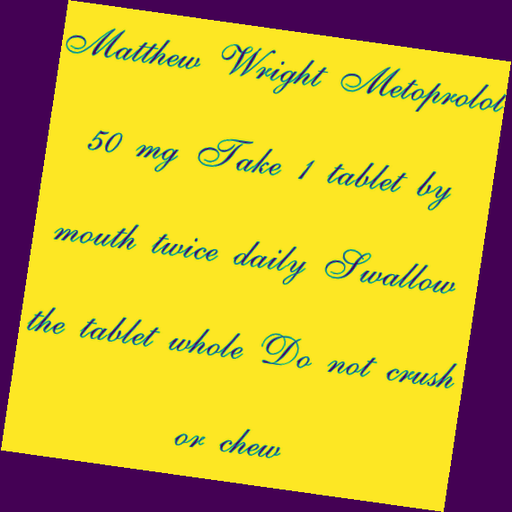 Matthew Wright Metoprolol
50 mg Take 1 tablet by
mouth twice daily Swallow
the tablet whole Do not crush
or chew